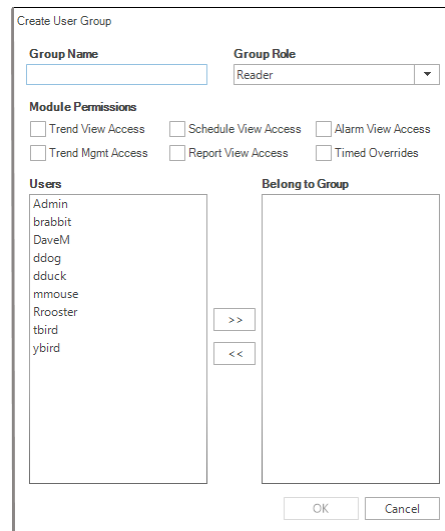 Create User Group
Group Name
Group Role
Reader
Module Permissions
Trend View Access
Schedule View Access
Alarm View Access
Trend Mgmt Access
Report View Access
Timed Overrides
Users
Belong to Group
Admin
brabbit
DaveM
ddog
dduck
mmouse
Rrooster
tbird
ybird
>>
<<
OK
Cancel